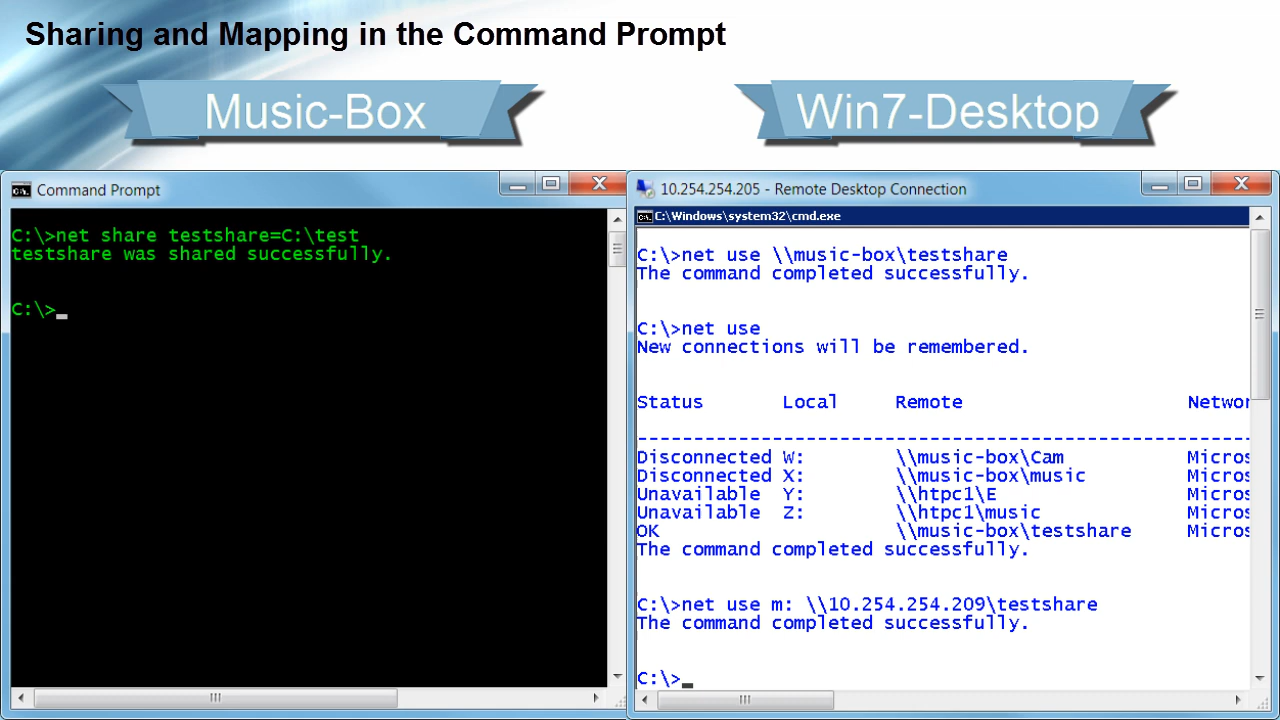 Sharing and Mapping in the Command Prompt
Music-Box
Win7-Desktop
Command Prompt
C:\>net share testshare=C:\test
testshare was shared successfully.
C:\>_
10.254.254.205 - Remote Desktop Connection
C:\Windows\system32\cmd.exe
C:\>net use \\music-box\testshare
The command completed successfully.
C:\>net use
New connections will be remembered.
Status Local Remote Networ
-------------------------------------------------------
Disconnected W: \\music-box\Cam Micros
Disconnected X: \\music-box\music Micros
Unavailable Y: \\htpc1\E Micros
Unavailable Z: \\htpc1\music Micros
OK \\music-box\testshare Micros
The command completed successfully.
C:\>net use m: \\10.254.254.209\testshare
The command completed successfully.
C:\>_